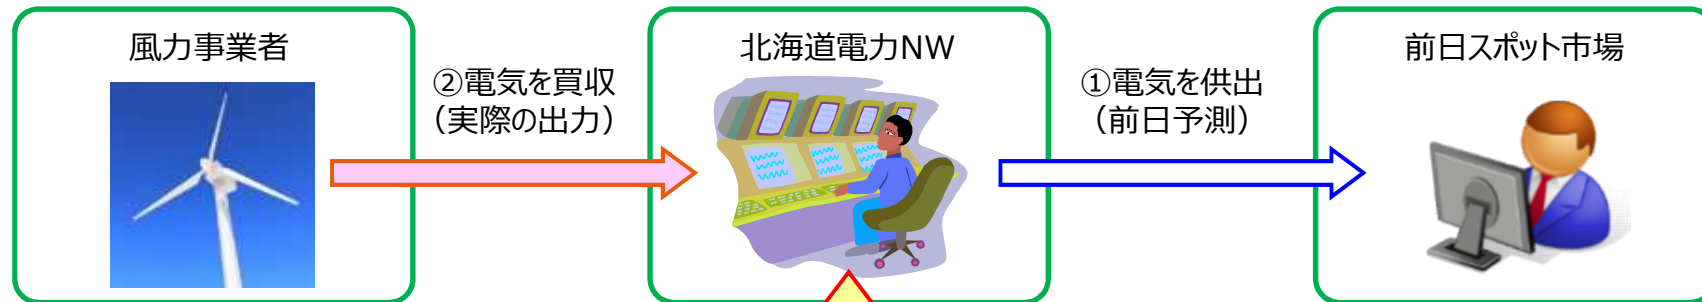 風力事業者
②電気を買収
（実際の出力）
北海道電力NW
①電気を供出
（前日予測）
前日スポット市場